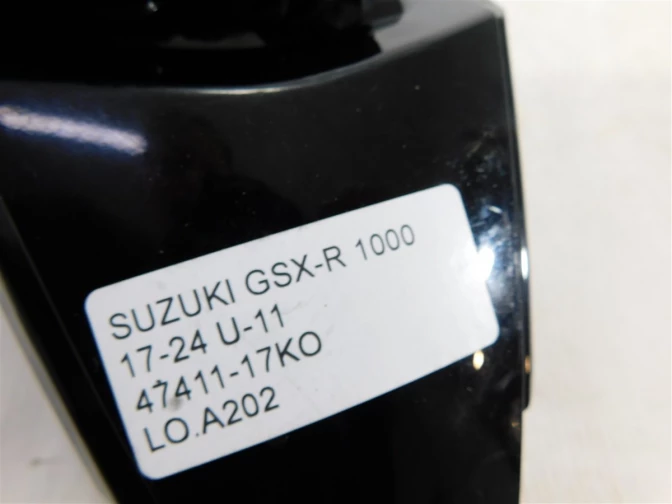 SUZUKI GSX-R 1000
17-24 U-11
47411-17KO
LO.A202